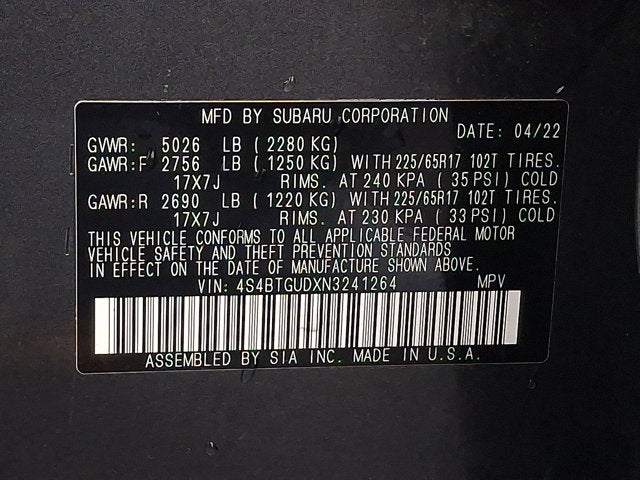 MFD BY SUBARU CORPORATION
DATE: 04/22
GVWR: 5026 LB (2280 KG)
GAWR:F 2756 LB (1250 KG) WITH 225/65R17 102T TIRES.
17X7J RIMS. AT 240 KPA ( 35 PSI) COLD
GAWR:R 2690 LB (1220 KG) WITH 225/65R17 102T TIRES.
17X7J RIMS. AT 230 KPA ( 33 PSI) COLD
THIS VEHICLE CONFORMS TO ALL APPLICABLE FEDERAL MOTOR
VEHICLE SAFETY AND THEFT PREVENTION STANDARDS
IN EFFECT ON THE DATE OF MANUFACTURE SHOWN ABOVE.
VIN: 4S4BTGUDXN3241264 MPV
ASSEMBLED BY SIA INC. MADE IN U.S.A.